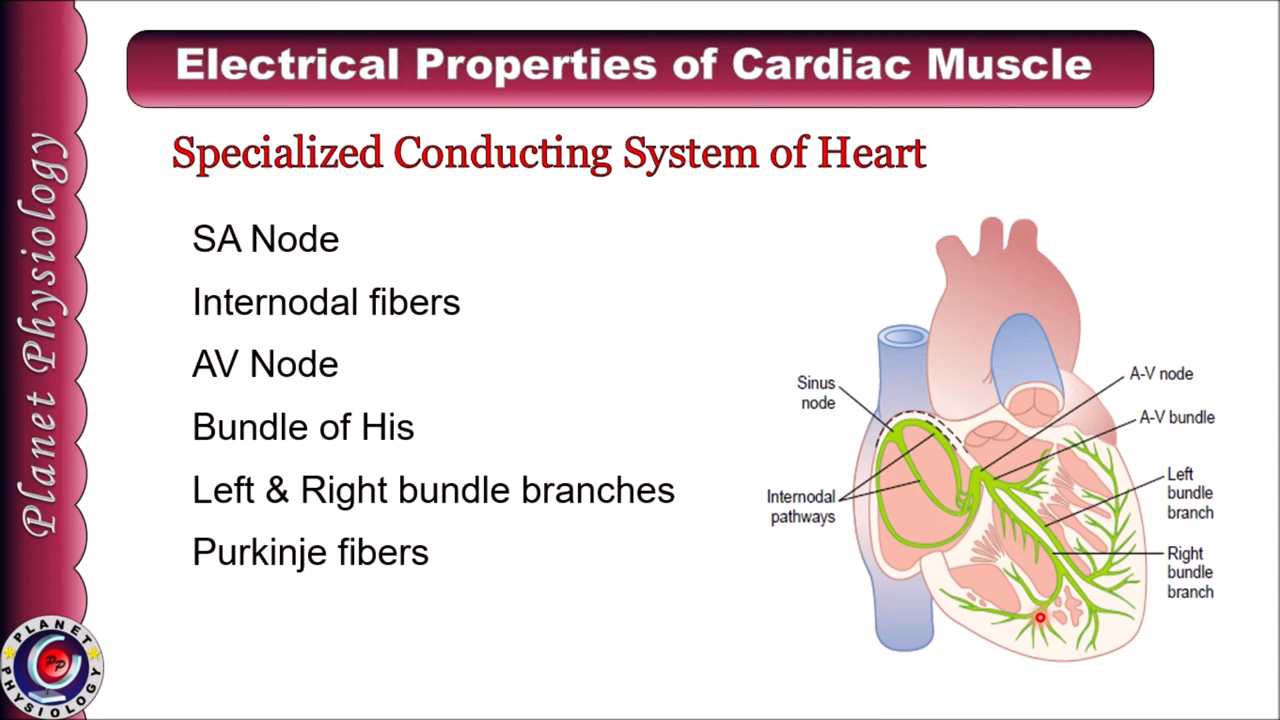 Electrical Properties of Cardiac Muscle
Specialized Conducting System of Heart
SA Node
Internodal fibers
AV Node
Bundle of His
Left & Right bundle branches
Purkinje fibers
Sinus
node
Internodal
pathways
A-V node
A-V bundle
Left
bundle
branch
Right
bundle
branch
Planet Physiology
PLANET
PP
PHYSIOLOGY